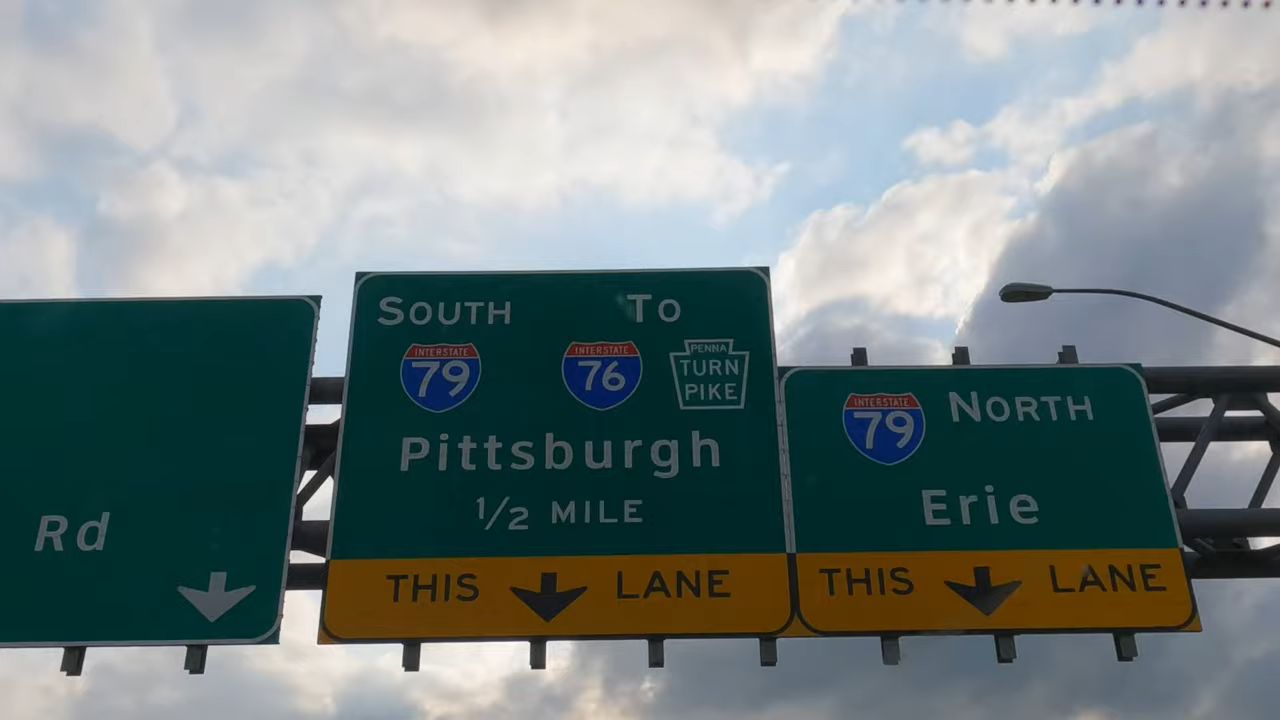 Rd
SOUTH TO
INTERSTATE 79 INTERSTATE 76 PENNA TURN PIKE
Pittsburgh
1/2 MILE
THIS LANE
INTERSTATE 79 NORTH
Erie
THIS LANE